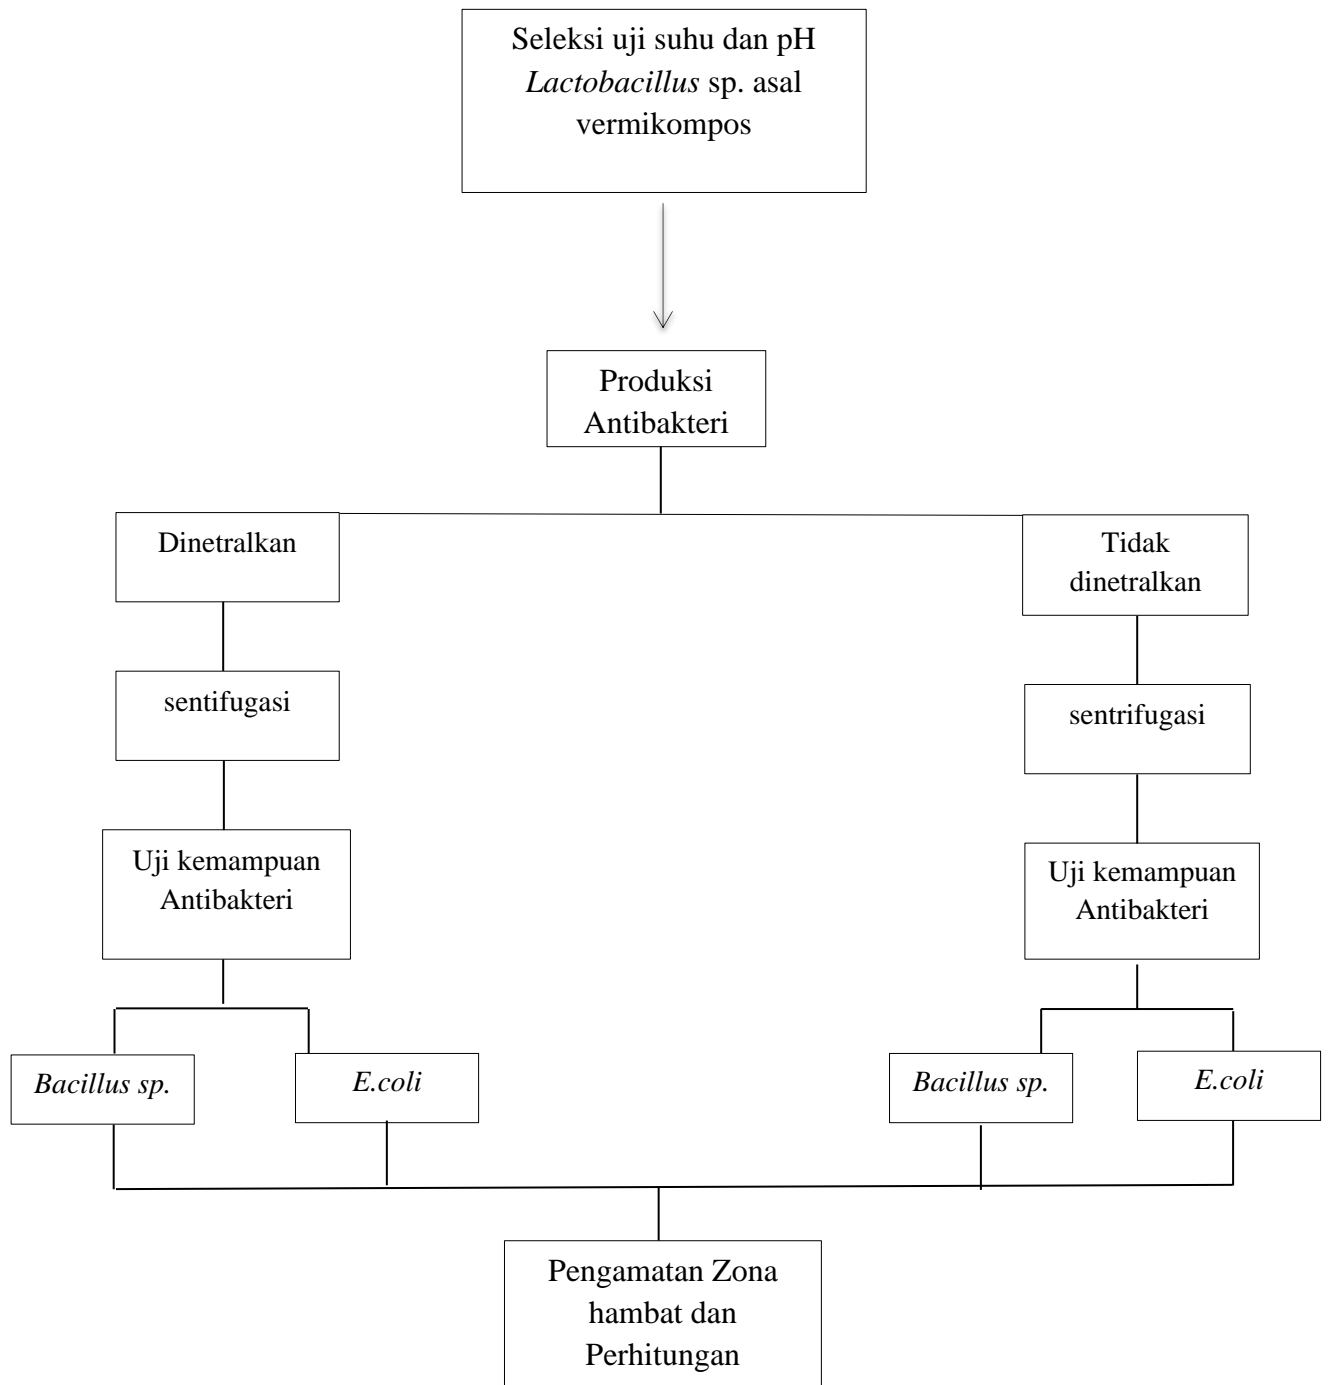 Seleksi uji suhu dan pH
Lactobacillus sp. asal
vermikompos
Produksi
Antibakteri
Dinetralkan
Tidak
dinetralkan
sentifugasi
sentrifugasi
Uji kemampuan
Antibakteri
Uji kemampuan
Antibakteri
Bacillus sp.
E.coli
Bacillus sp.
E.coli
Pengamatan Zona
hambat dan
Perhitungan